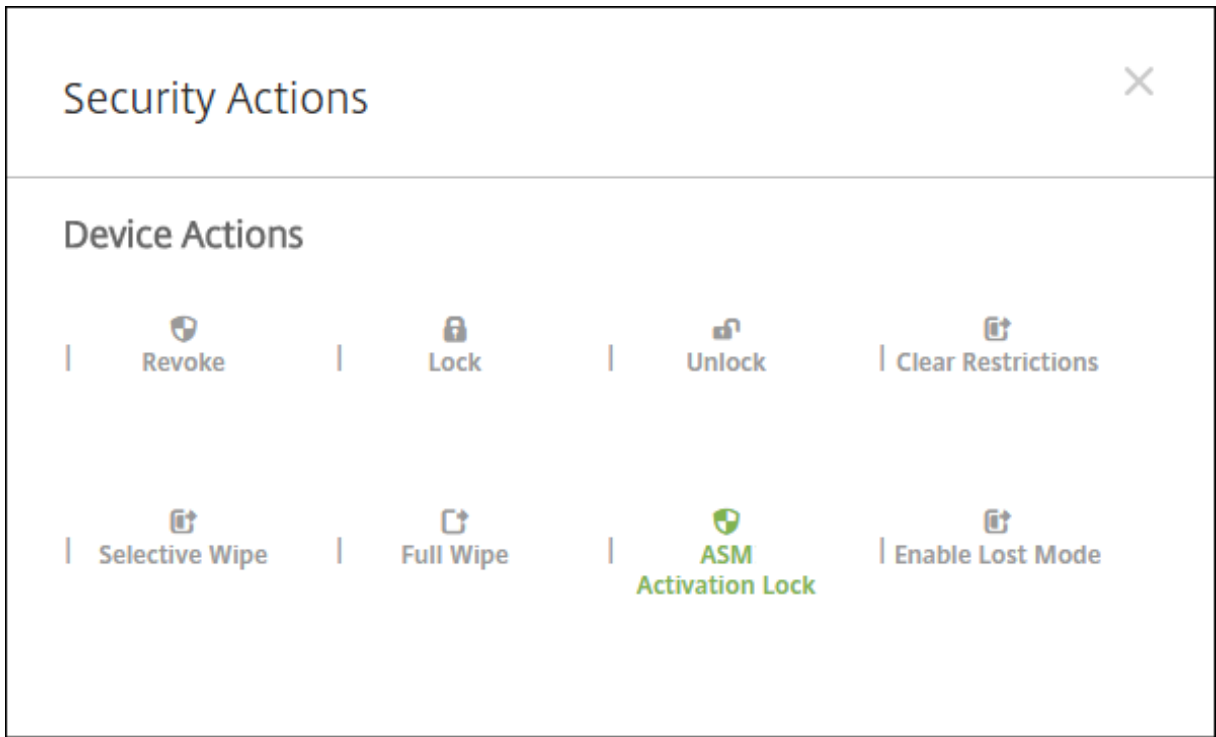 Security Actions
Device Actions
Revoke
Lock
Unlock
Clear Restrictions
Selective Wipe
Full Wipe
ASM
Activation Lock
Enable Lost Mode